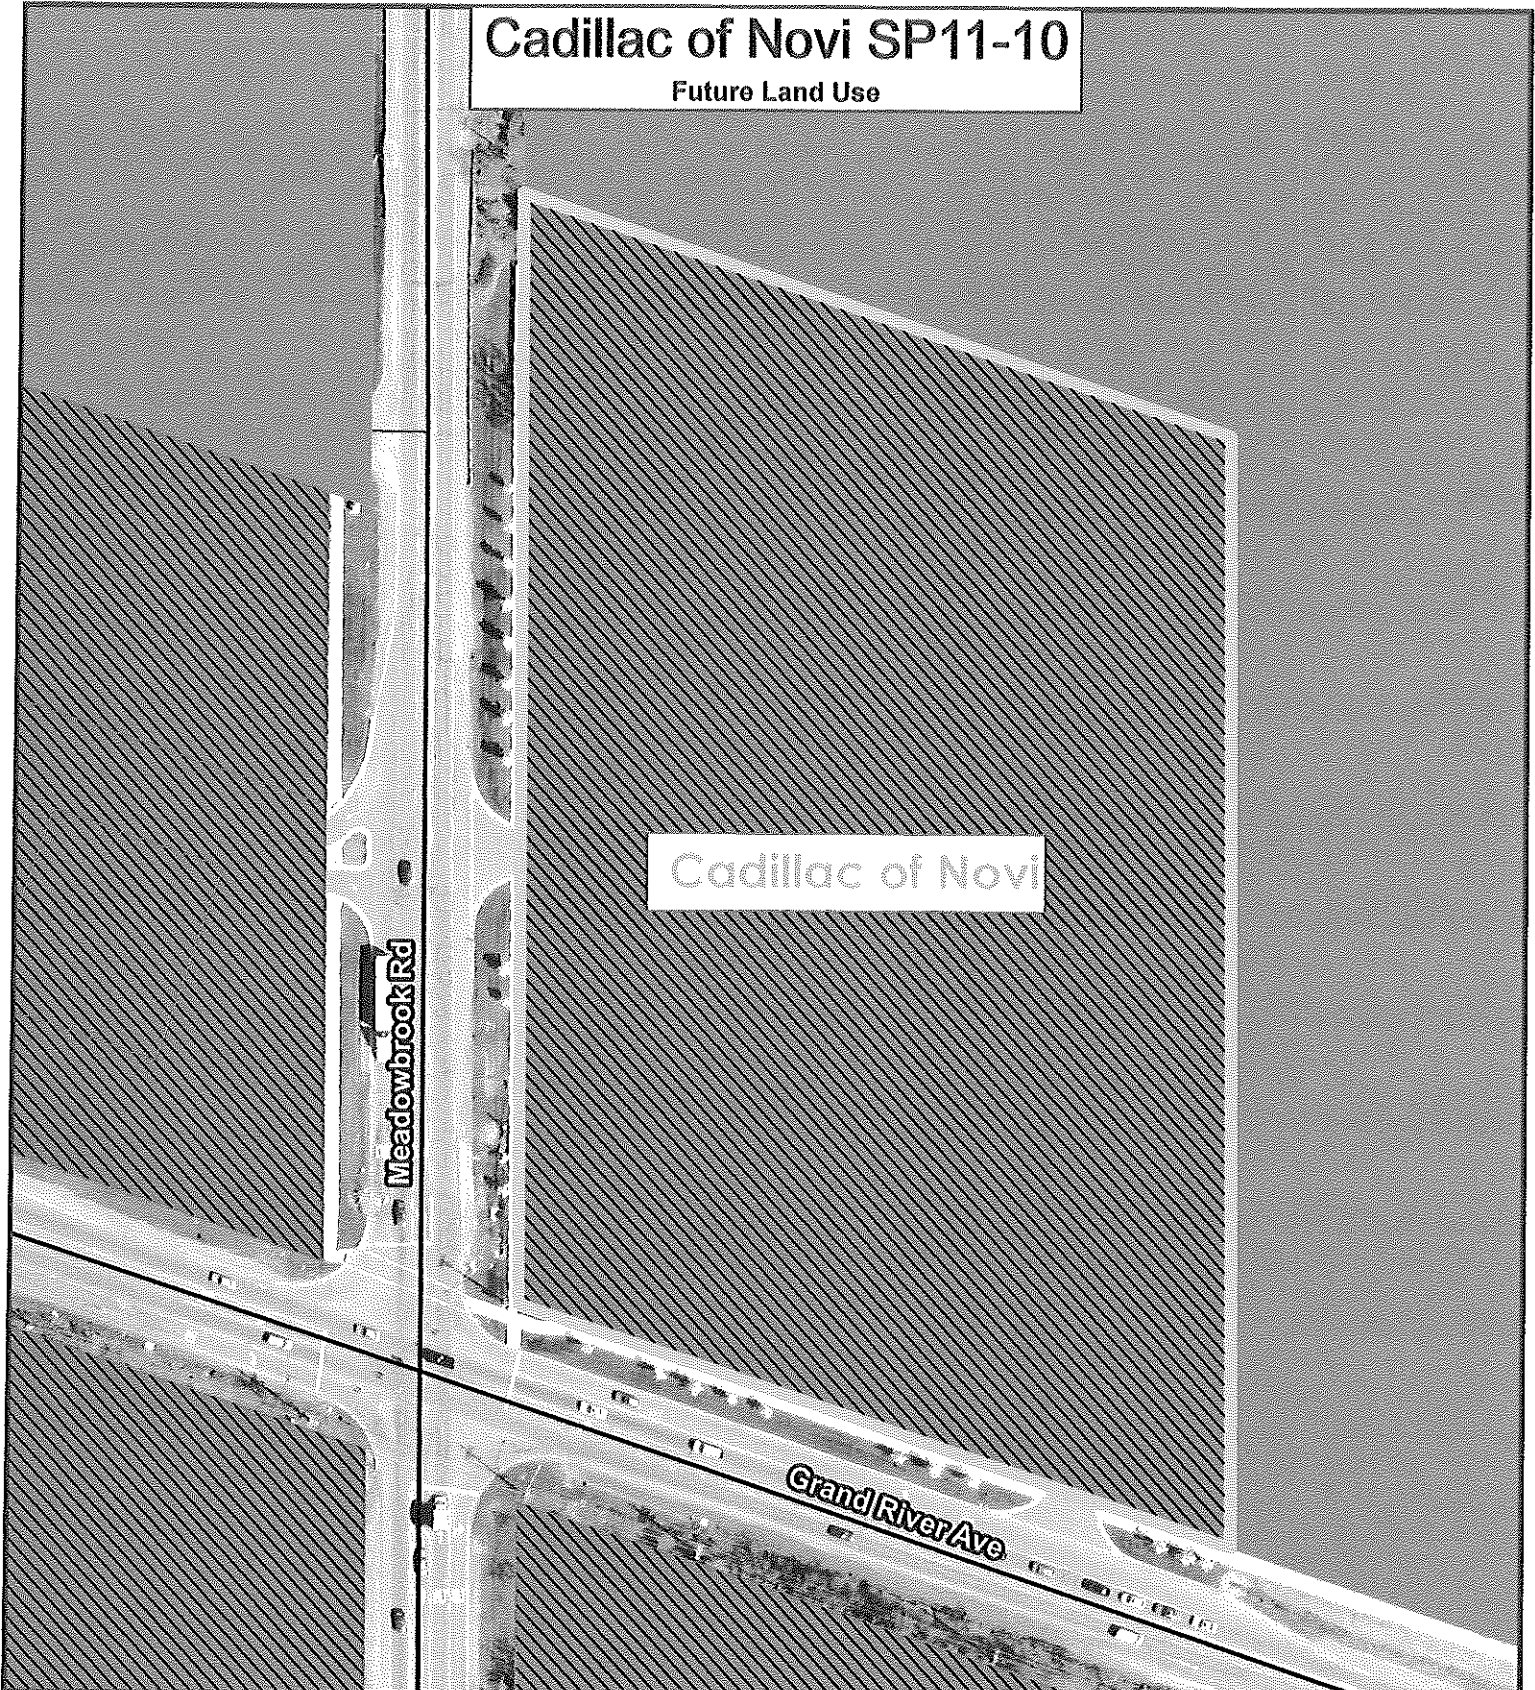 Cadillac of Novi SP11-10
Future Land Use
Cadillac of Novi
Meadowbrook Rd
Grand River Ave